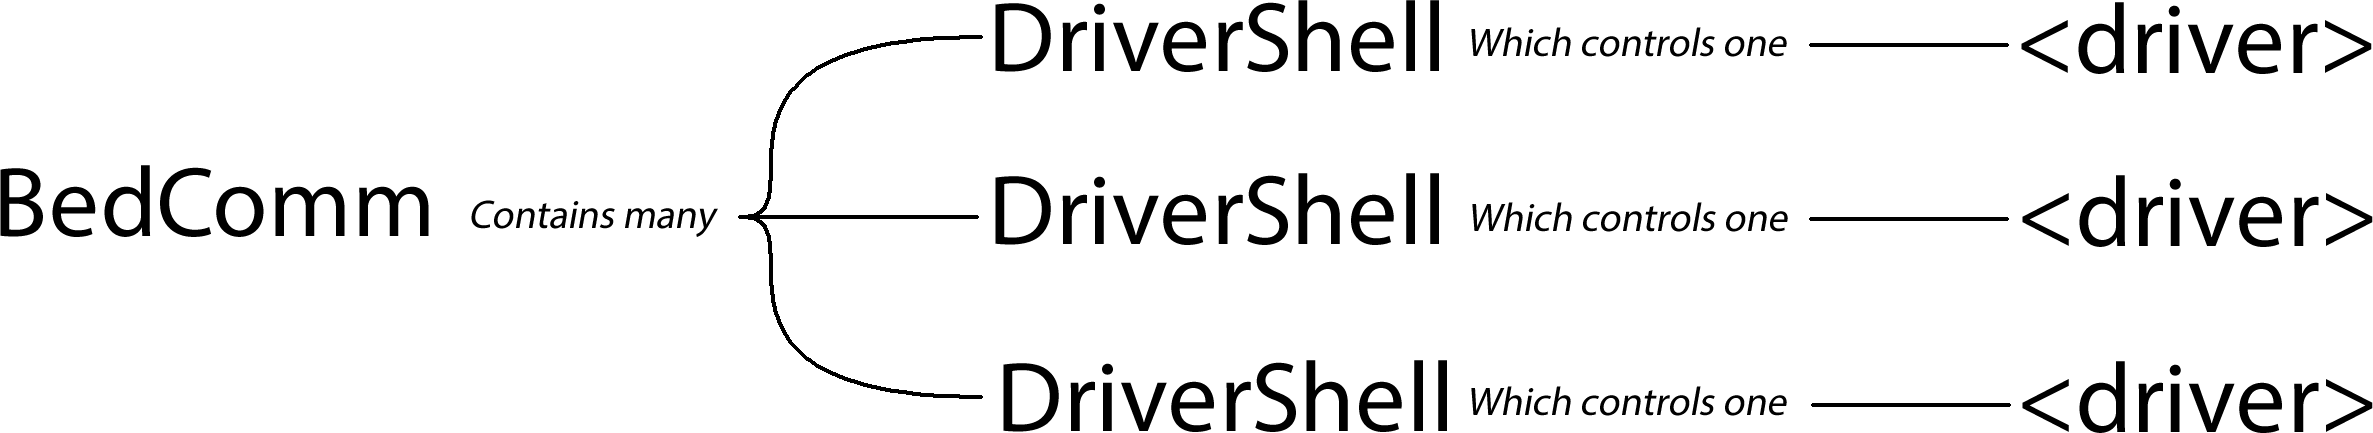 DriverShell Which controls one <driver>
BedComm Contains many DriverShell Which controls one <driver>
DriverShell Which controls one <driver>